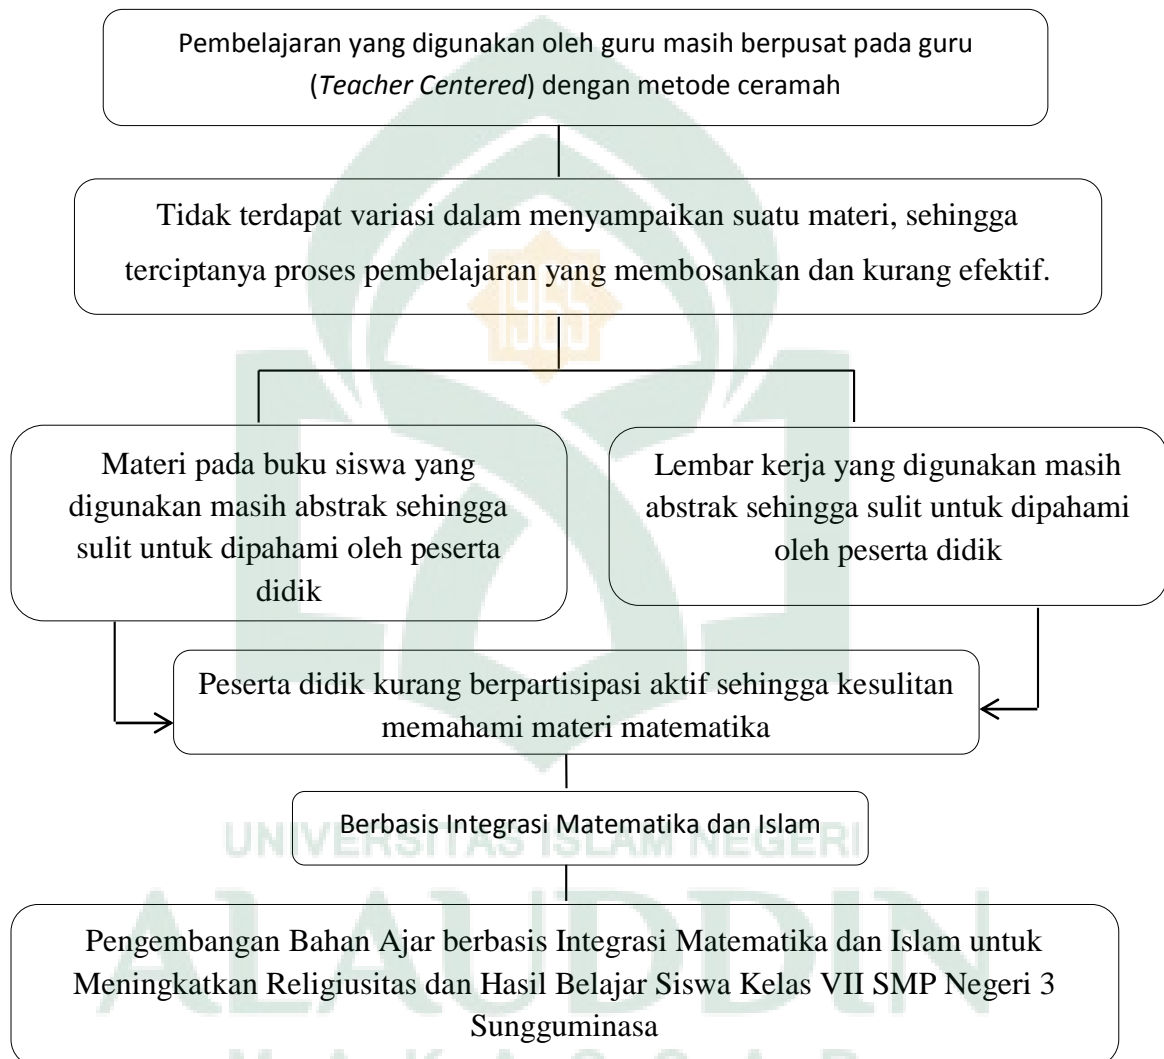 Pembelajaran yang digunakan oleh guru masih berpusat pada guru
(Teacher Centered) dengan metode ceramah
Tidak terdapat variasi dalam menyampaikan suatu materi, sehingga
terciptanya proses pembelajaran yang membosankan dan kurang efektif.
1965
Materi pada buku siswa yang
digunakan masih abstrak sehingga
sulit untuk dipahami oleh peserta
didik
Lembar kerja yang digunakan masih
abstrak sehingga sulit untuk dipahami
oleh peserta didik
Peserta didik kurang berpartisipasi aktif sehingga kesulitan
memahami materi matematika
Berbasis Integrasi Matematika dan Islam
UNIVERSITAS ISLAM NEGERI
ALAUDDIN
Pengembangan Bahan Ajar berbasis Integrasi Matematika dan Islam untuk
Meningkatkan Religiusitas dan Hasil Belajar Siswa Kelas VII SMP Negeri 3
Sungguminasa
M A K A S S A R